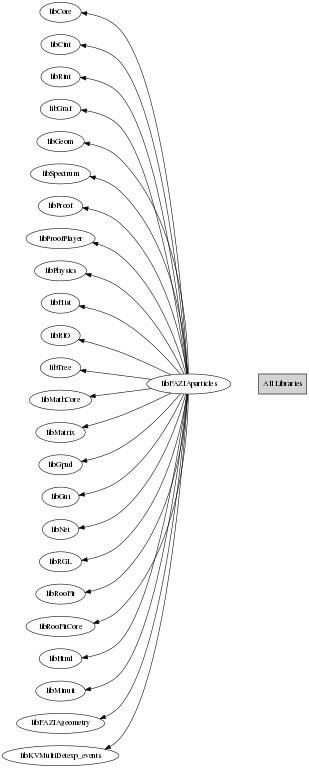 libCore
libCint
libRint
libGraf
libGeom
libSpectrum
libProof
libProofPlayer
libPhysics
libHist
libRIO
libTree
libFAZIAparticles
All Libraries
libMathCore
libMatrix
libGpad
libGui
libNet
libRGL
libRooFit
libRooFitCore
libHtml
libMinuit
libFAZIAgeometry
libKVMultiDetexp_events